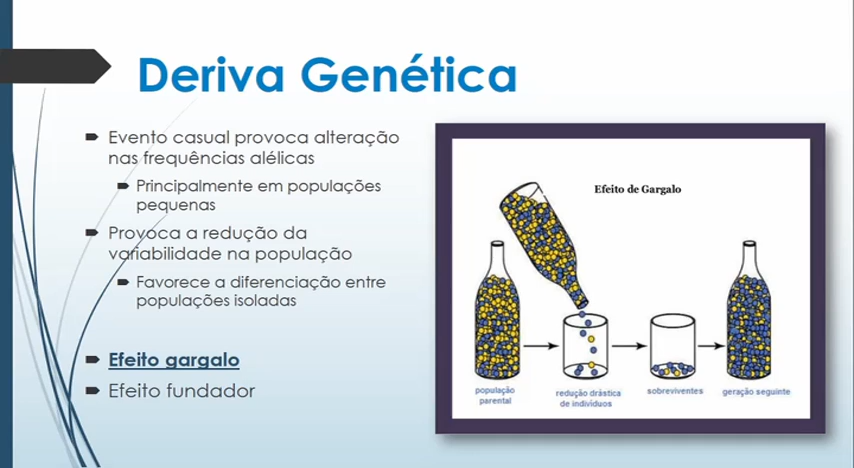 Deriva Genética
Evento casual provoca alteração
nas frequências alélicas
Principalmente em populações
pequenas
Provoca a redução da
variabilidade na população
Favorece a diferenciação entre
populações isoladas
Efeito gargalo
Efeito fundador
Efeito de Gargalo
população
parental
redução drástica
de indivíduos
sobreviventes
geração seguinte